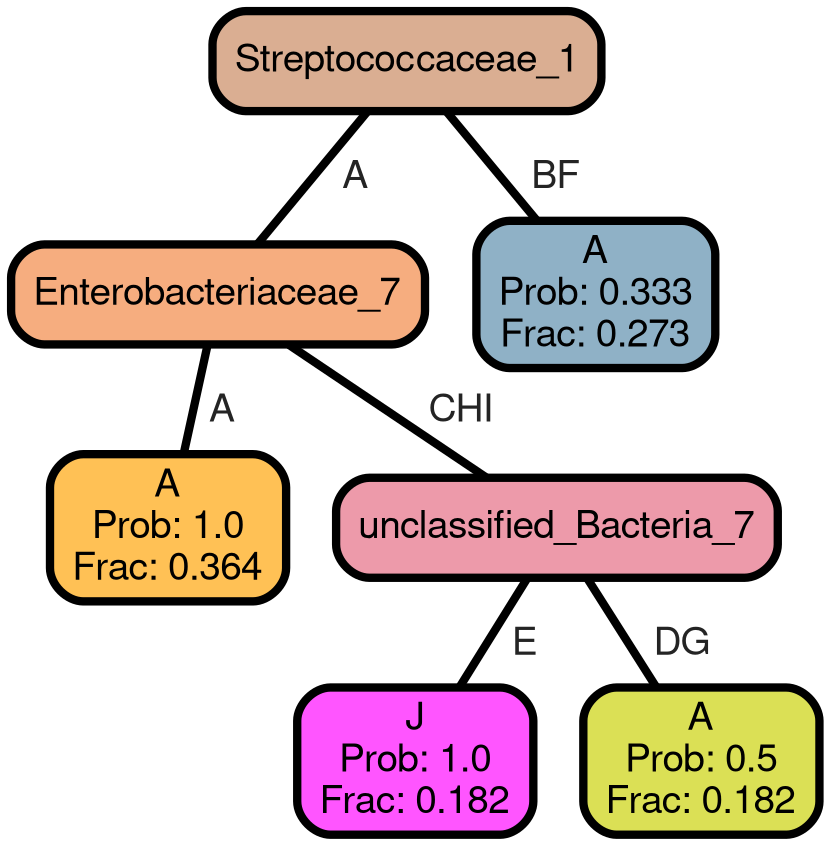 Streptococcaceae_1
A
BF
Enterobacteriaceae_7
A
Prob: 0.333
Frac: 0.273
A
CHI
A
Prob: 1.0
Frac: 0.364
unclassified_Bacteria_7
E
DG
J
Prob: 1.0
Frac: 0.182
A
Prob: 0.5
Frac: 0.182